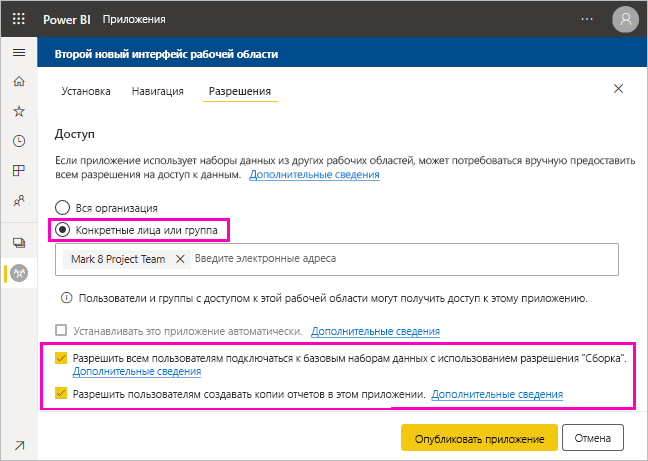 Power BI Приложения
Второй новый интерфейс рабочей области
Установка Навигация Разрешения
Доступ
Если приложение использует наборы данных из других рабочих областей, может потребоваться вручную предоставить
всем разрешения на доступ к данным. Дополнительные сведения
Вся организация
Конкретные лица или группа
Mark 8 Project Team Введите электронные адреса
Пользователи и группы с доступом к этой рабочей области могут получить доступ к этому приложению.
Устанавливать это приложение автоматически. Дополнительные сведения
Разрешить всем пользователям подключаться к базовым наборам данных с использованием разрешения "Сборка".
Дополнительные сведения
Разрешить пользователям создавать копии отчетов в этом приложении. Дополнительные сведения
Опубликовать приложение Отмена